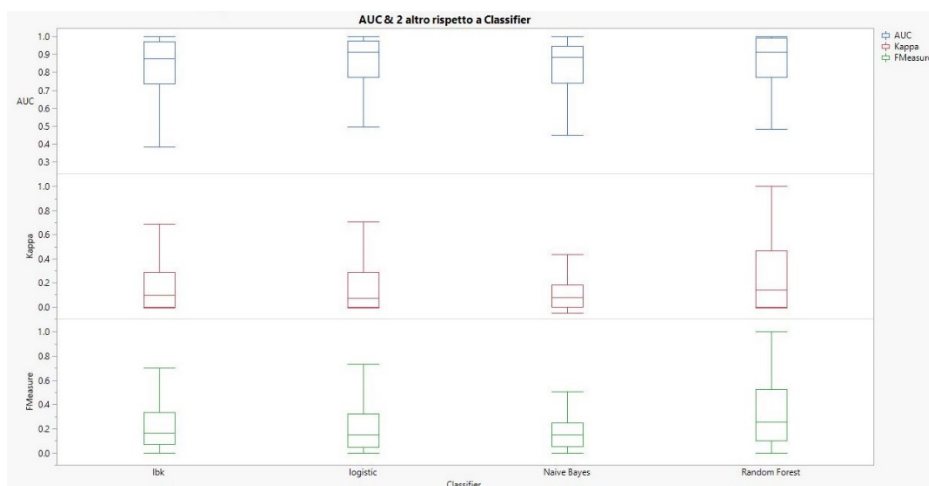 AUC & 2 altro rispetto a Classifier
AUC
Kappa
FMeasure
1.0
0.9
0.8
0.7
AUC
0.6
0.5
0.4
0.3
1.0
0.8
0.6
Kappa
0.4
0.2
0.0
1.0
0.8
0.6
FMeasure
0.4
0.2
0.0
Ibk
logistic
Naive Bayes
Random Forest
Classifier